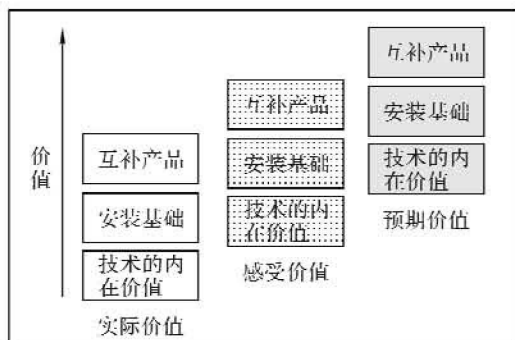 价
值
互补产品
安装基础
技术的内
在价值
实际价值
互补产品
安装基础
技术的内
在价值
感受价值
互补产品
安装基础
技术的内
在价值
预期价值